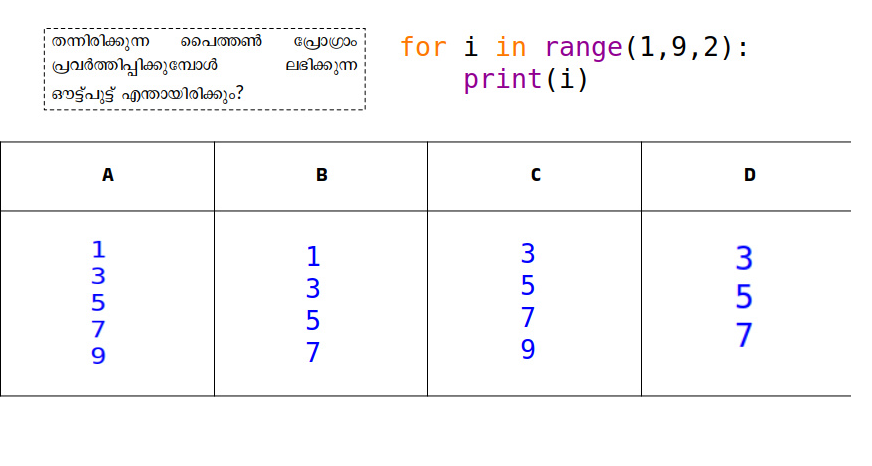 തന്നിരിക്കുന്ന പൈത്തൺ പ്രോഗ്രാം
പ്രവർത്തിപ്പിക്കുമ്പോൾ ലഭിക്കുന്ന
ഔട്ട്പുട്ട് എന്തായിരിക്കും?
for i in range(1,9,2):
    print(i)
A B C D
1
3
5
7
9
1
3
5
7
3
5
7
9
3
5
7